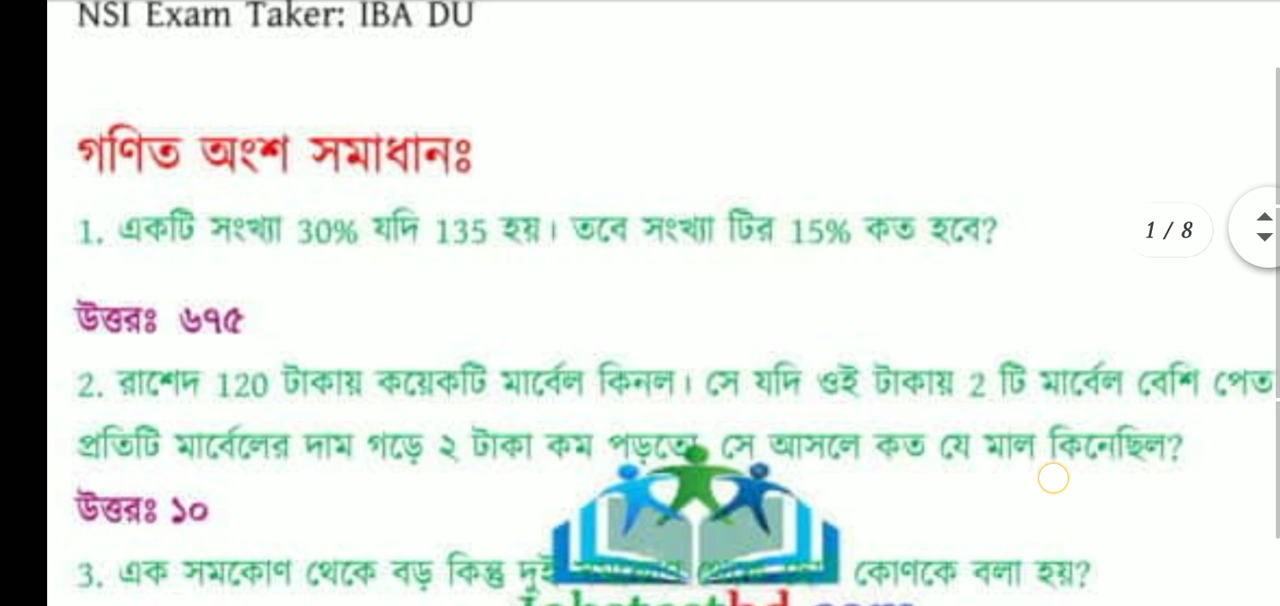 NSI Exam Taker: IBA DU
গণিত অংশ সমাধানঃ
1. একটি সংখ্যা 30% যদি 135 হয়। তবে সংখ্যা টির 15% কত হবে?
1 / 8
উত্তরঃ ৬৭৫
2. রাশেদ 120 টাকায় কয়েকটি মার্বেল কিনল। সে যদি ওই টাকায় 2 টি মার্বেল বেশি পেত
প্রতিটি মার্বেলের দাম গড়ে ২ টাকা কম পড়তো সে আসলে কত যে মাল কিনেছিল?
উত্তরঃ ১০
3. এক সমকোণ থেকে বড় কিন্তু দুই কোণকে বলা হয়?